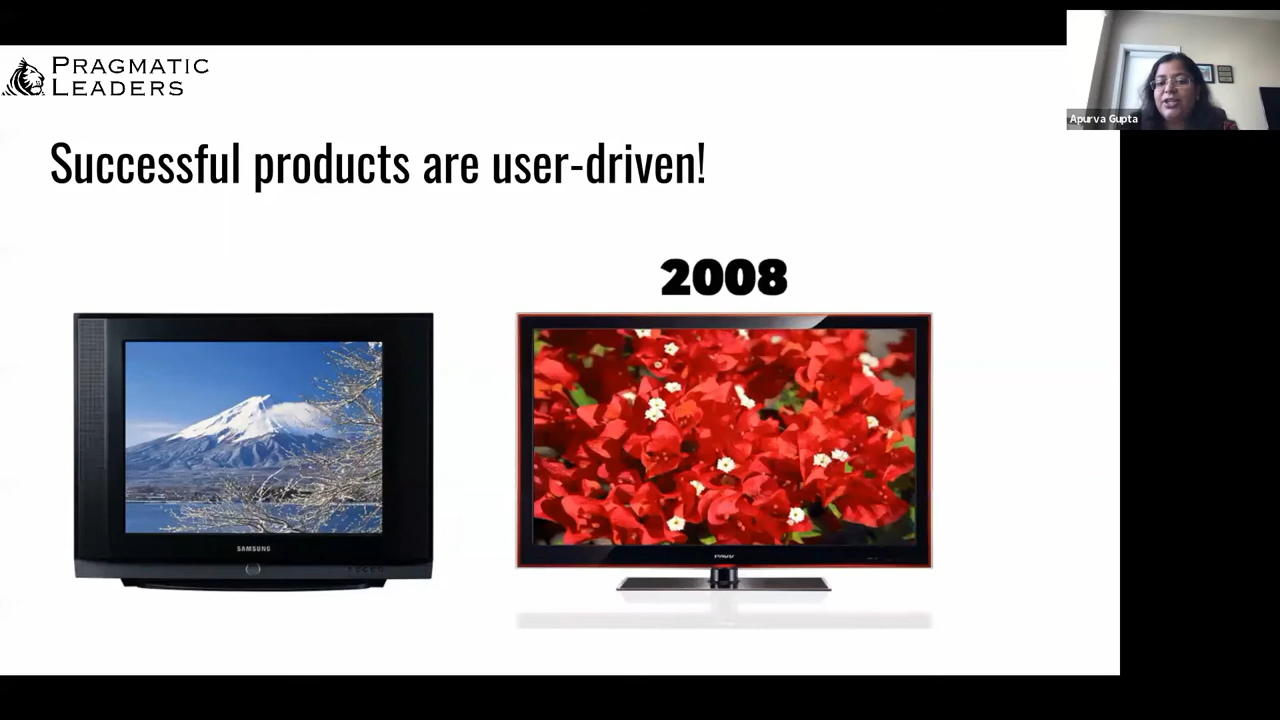 PRAGMATIC
LEADERS
Apurva Gupta
Successful products are user-driven!
2008
SAMSUNG